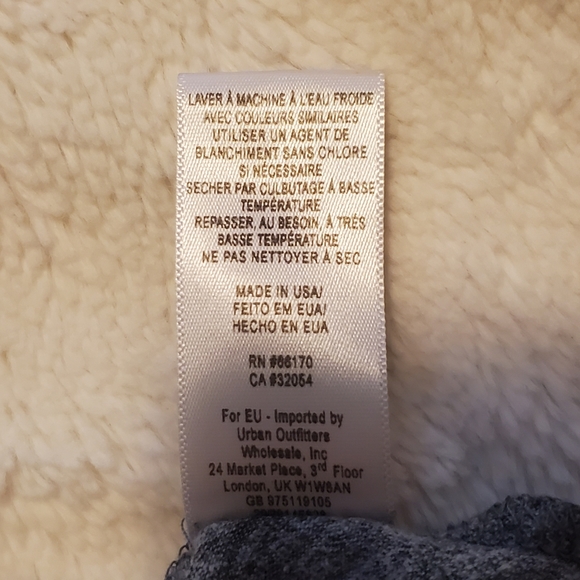 LAVER À MACHINE À L'EAU FROIDE
AVEC COULEURS SIMILAIRES
UTILISER UN AGENT DE
BLANCHIMENT SANS CHLORE
SI NÉCESSAIRE
SECHER PAR CULBUTAGE À BASSE
TEMPÉRATURE
REPASSER, AU BESOIN, À TRÈS
BASSE TEMPÉRATURE
NE PAS NETTOYER À SEC
MADE IN USA/
FEITO EM EUA/
HECHO EN EUA
RN #66170
CA #32054
For EU - Imported by
Urban Outfitters
Wholesale, Inc
24 Market Place, 3rd Floor
London, UK W1W8AN
GB 975119105